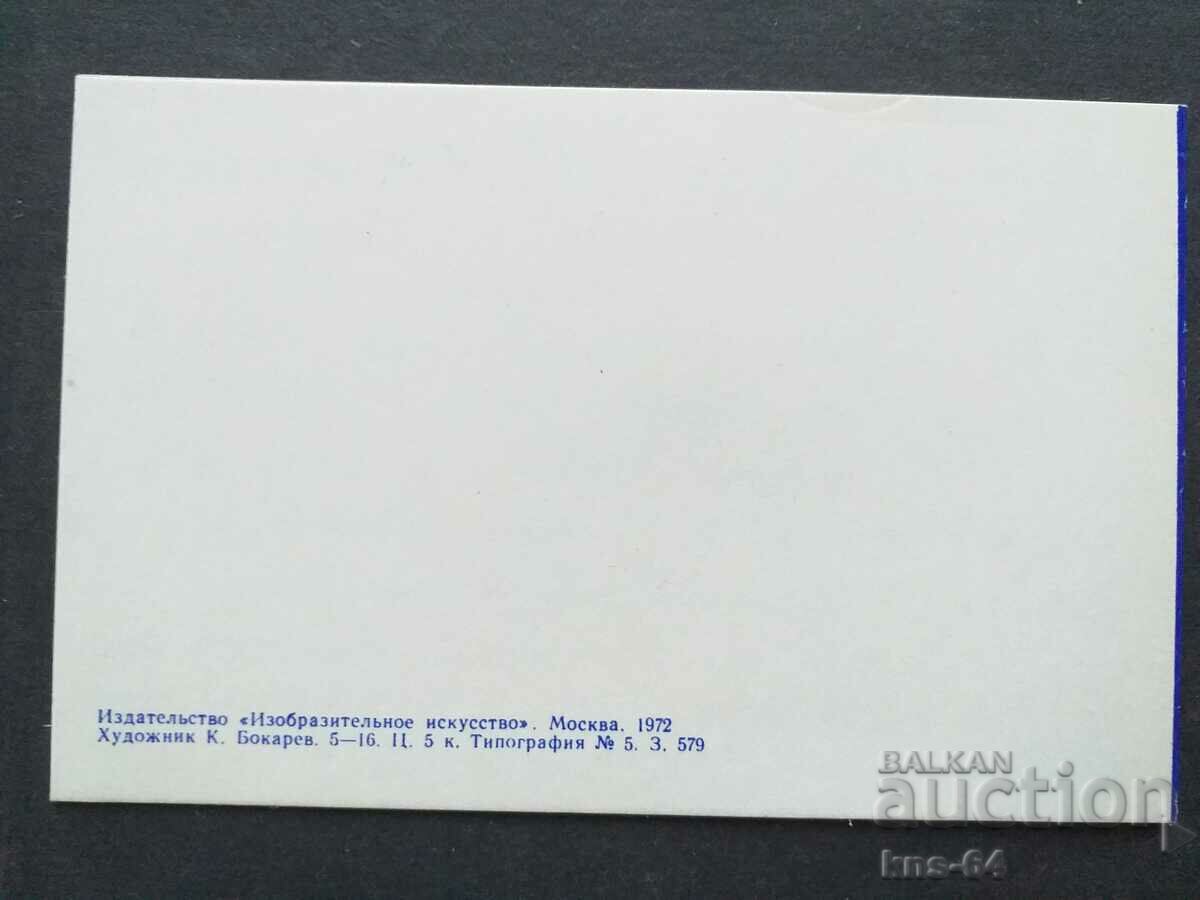 Издательство «Изобразительное искусство». Москва. 1972
Художник К. Бокарев. 5—16. Ц. 5 к. Типография № 5. З. 579
BALKAN
auction
kns-64